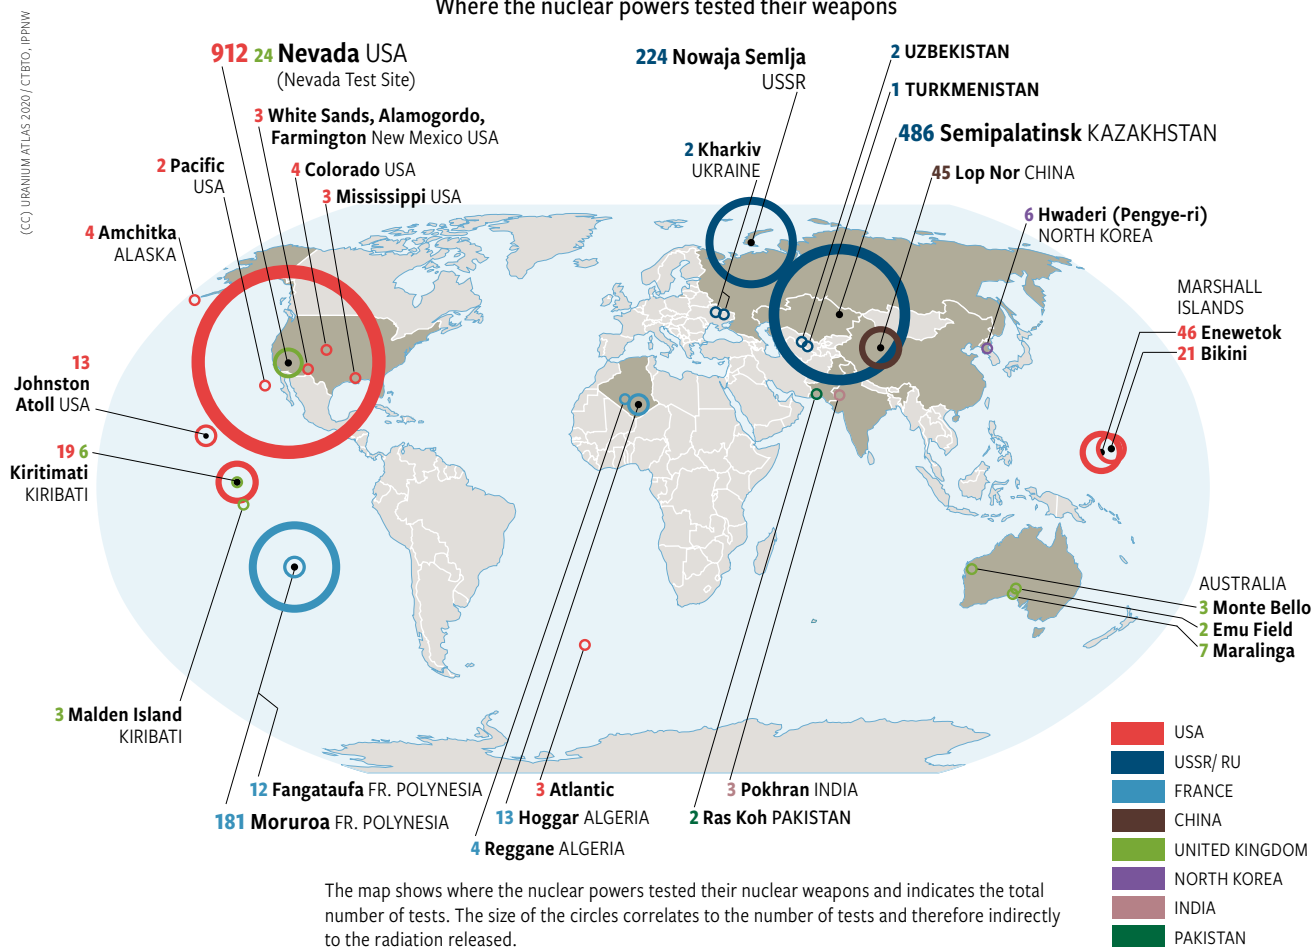 Where the nuclear powers tested their weapons
(CC) URANIUM ATLAS 2020 / CTBTO, IPPNW
912 24 Nevada USA
(Nevada Test Site)
3 White Sands, Alamogordo,
Farmington New Mexico USA
2 Pacific
USA
4 Colorado USA
3 Mississippi USA
4 Amchitka
ALASKA
224 Nowaja Semlja
USSR
2 UZBEKISTAN
1 TURKMENISTAN
486 Semipalatinsk KAZAKHSTAN
2 Kharkiv
UKRAINE
45 Lop Nor CHINA
6 Hwaderi (Pengye-ri)
NORTH KOREA
MARSHALL
ISLANDS
46 Enewetok
21 Bikini
13
Johnston
Atoll USA
19 6
Kiritimati
KIRIBATI
AUSTRALIA
3 Monte Bello
2 Emu Field
7 Maralinga
3 Malden Island
KIRIBATI
12 Fangataufa FR. POLYNESIA
181 Moruroa FR. POLYNESIA
3 Atlantic
13 Hoggar ALGERIA
4 Reggane ALGERIA
3 Pokhran INDIA
2 Ras Koh PAKISTAN
USA
USSR/ RU
FRANCE
CHINA
UNITED KINGDOM
NORTH KOREA
INDIA
PAKISTAN
The map shows where the nuclear powers tested their nuclear weapons and indicates the total
number of tests. The size of the circles correlates to the number of tests and therefore indirectly
to the radiation released.